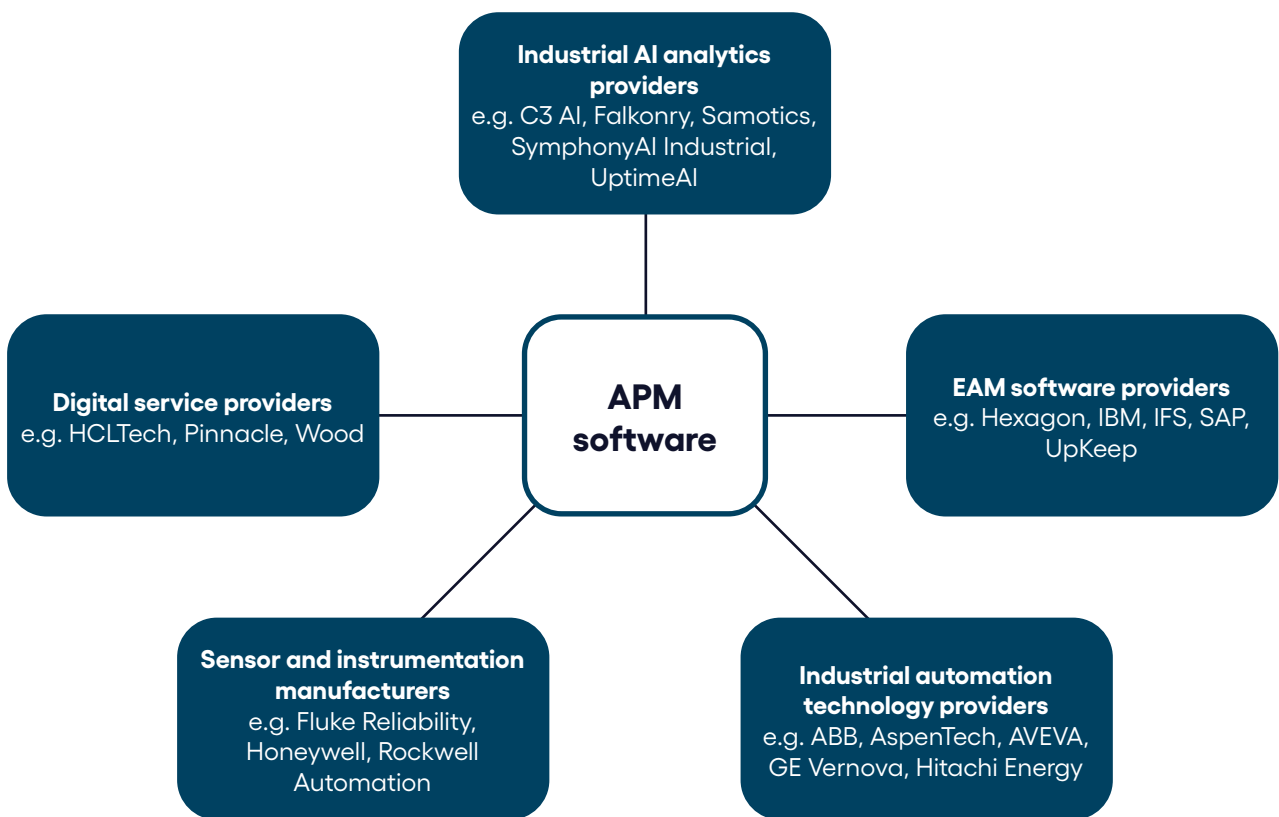 Industrial AI analytics
providers
e.g. C3 AI, Falkonry, Samotics,
SymphonyAI Industrial,
UptimeAI
Digital service providers
e.g. HCLTech, Pinnacle, Wood
APM
software
EAM software providers
e.g. Hexagon, IBM, IFS, SAP,
UpKeep
Sensor and instrumentation
manufacturers
e.g. Fluke Reliability,
Honeywell, Rockwell
Automation
Industrial automation
technology providers
e.g. ABB, AspenTech, AVEVA,
GE Vernova, Hitachi Energy